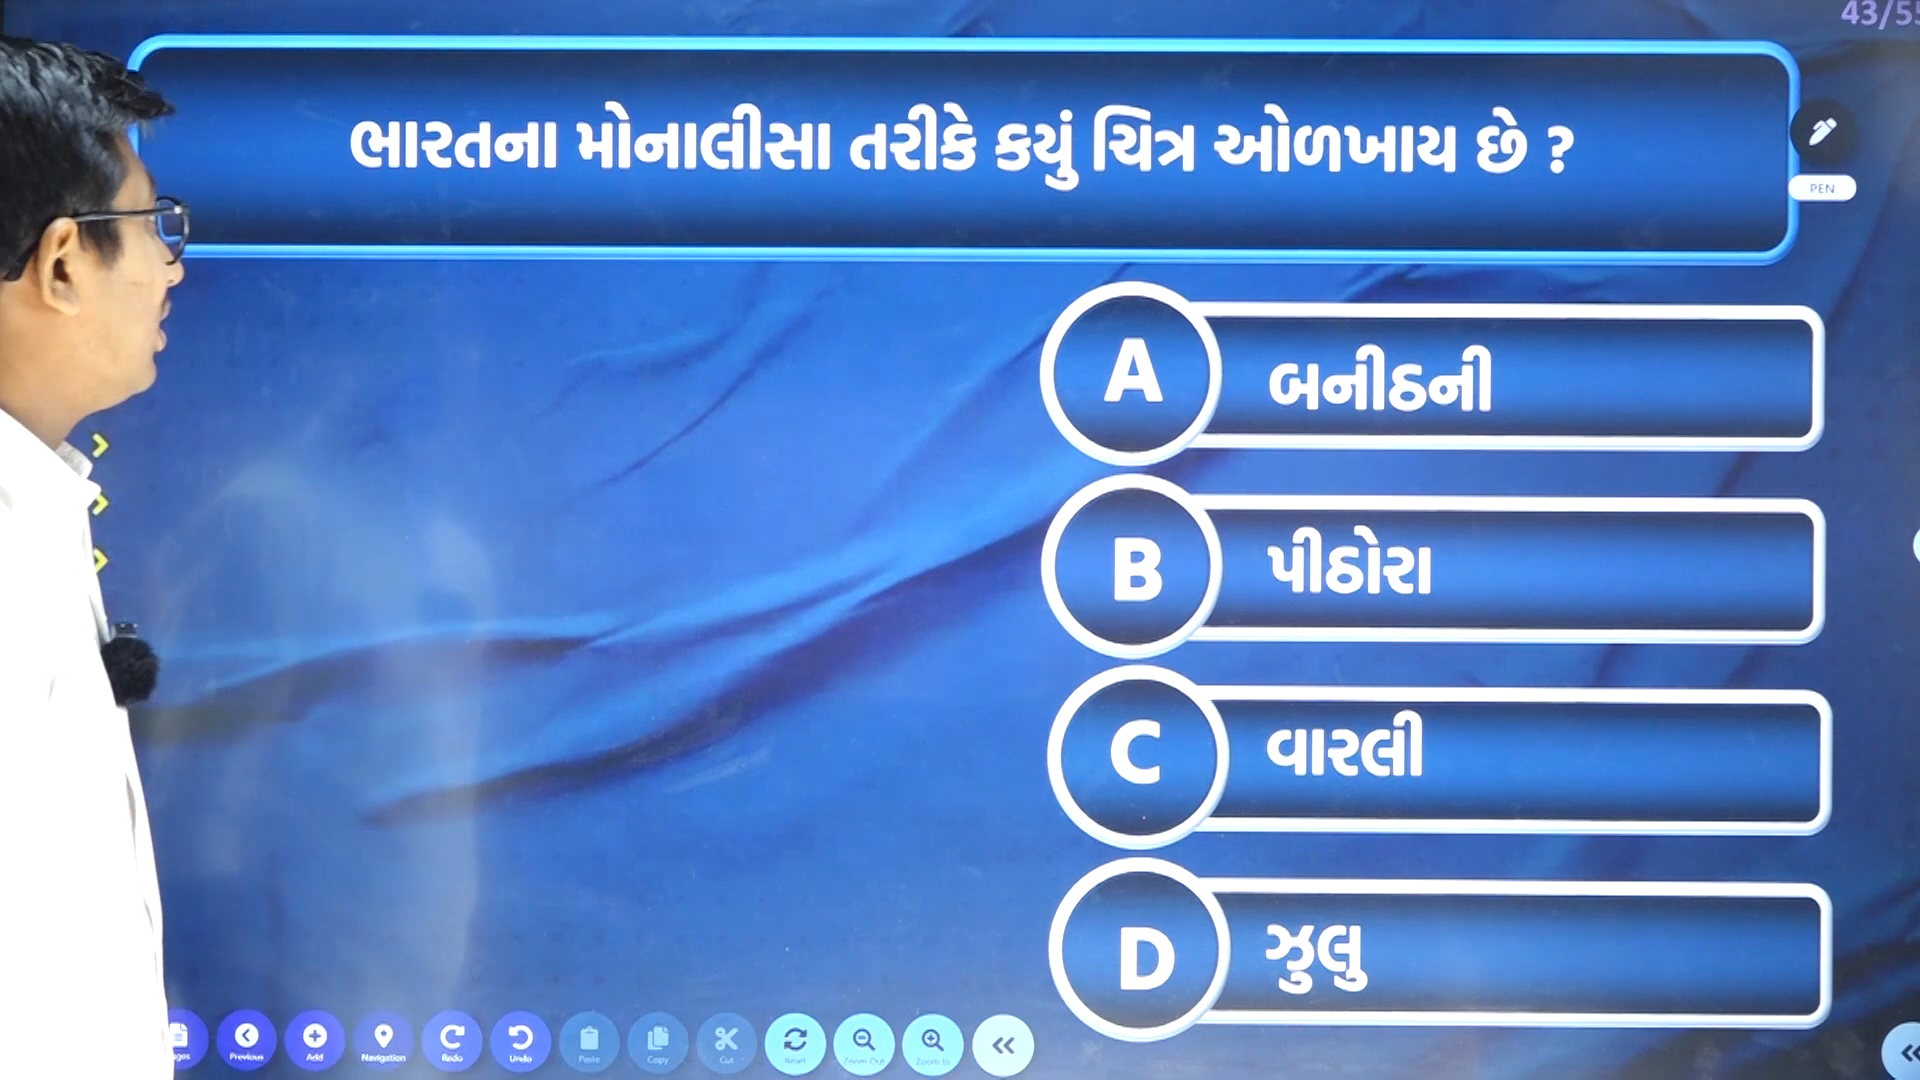 43/55
ભારતના મોનાલીસા તરીકે કયું ચિત્ર ઓળખાય છે ?
PEN
A બનીઠની
B પીઠોરા
C વારલી
D ઝુલુ
Previous
Add
Navigation
Redo
Undo
Paste
Copy
Cut
Reset
Zoom Out
Zoom In